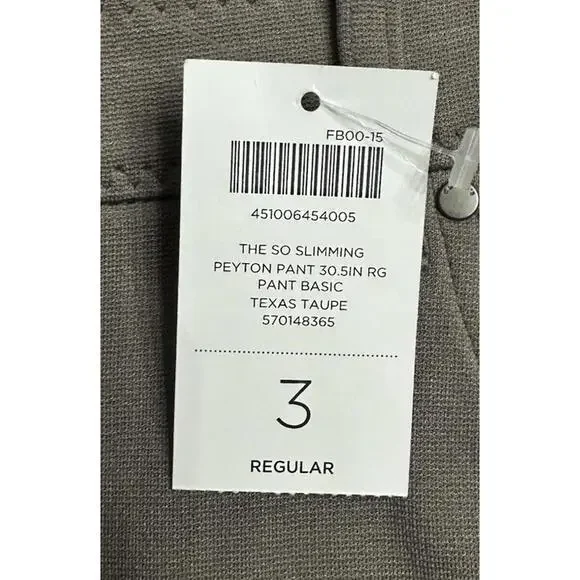 FB00-15
451006454005
THE SO SLIMMING
PEYTON PANT 30.5IN RG
PANT BASIC
TEXAS TAUPE
570148365
3
REGULAR